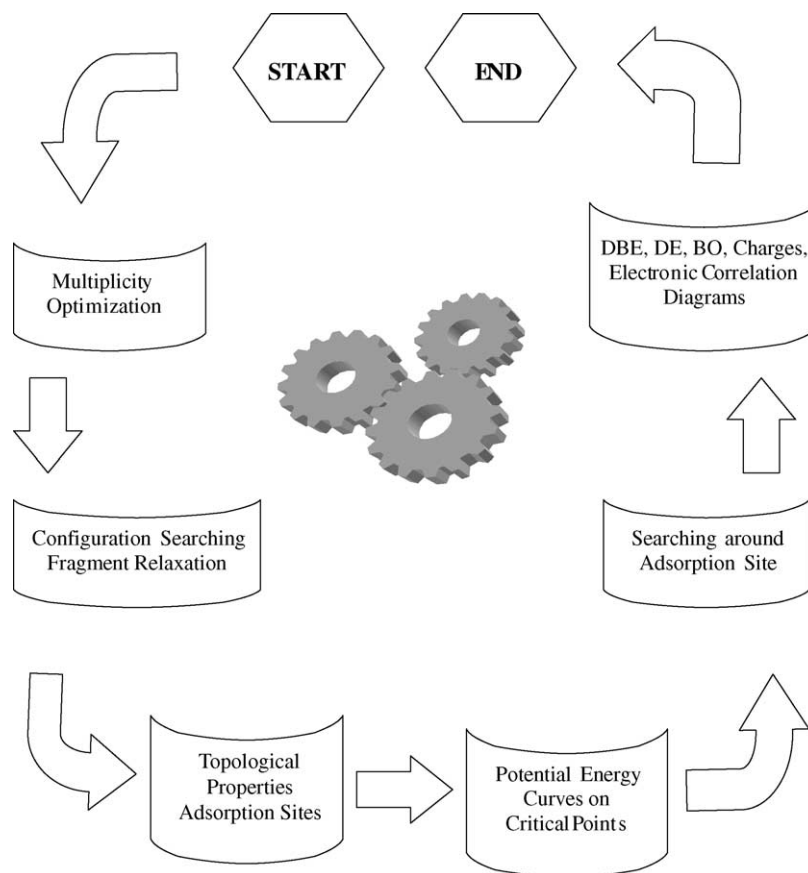 START
END
Multiplicity
Optimization
Configuration Searching
Fragment Relaxation
Topological
Properties
Adsorption Sites
Potential Energy
Curves on
Critical Points
Searching around
Adsorption Site
DBE, DE, BO, Charges,
Electronic Correlation
Diagrams